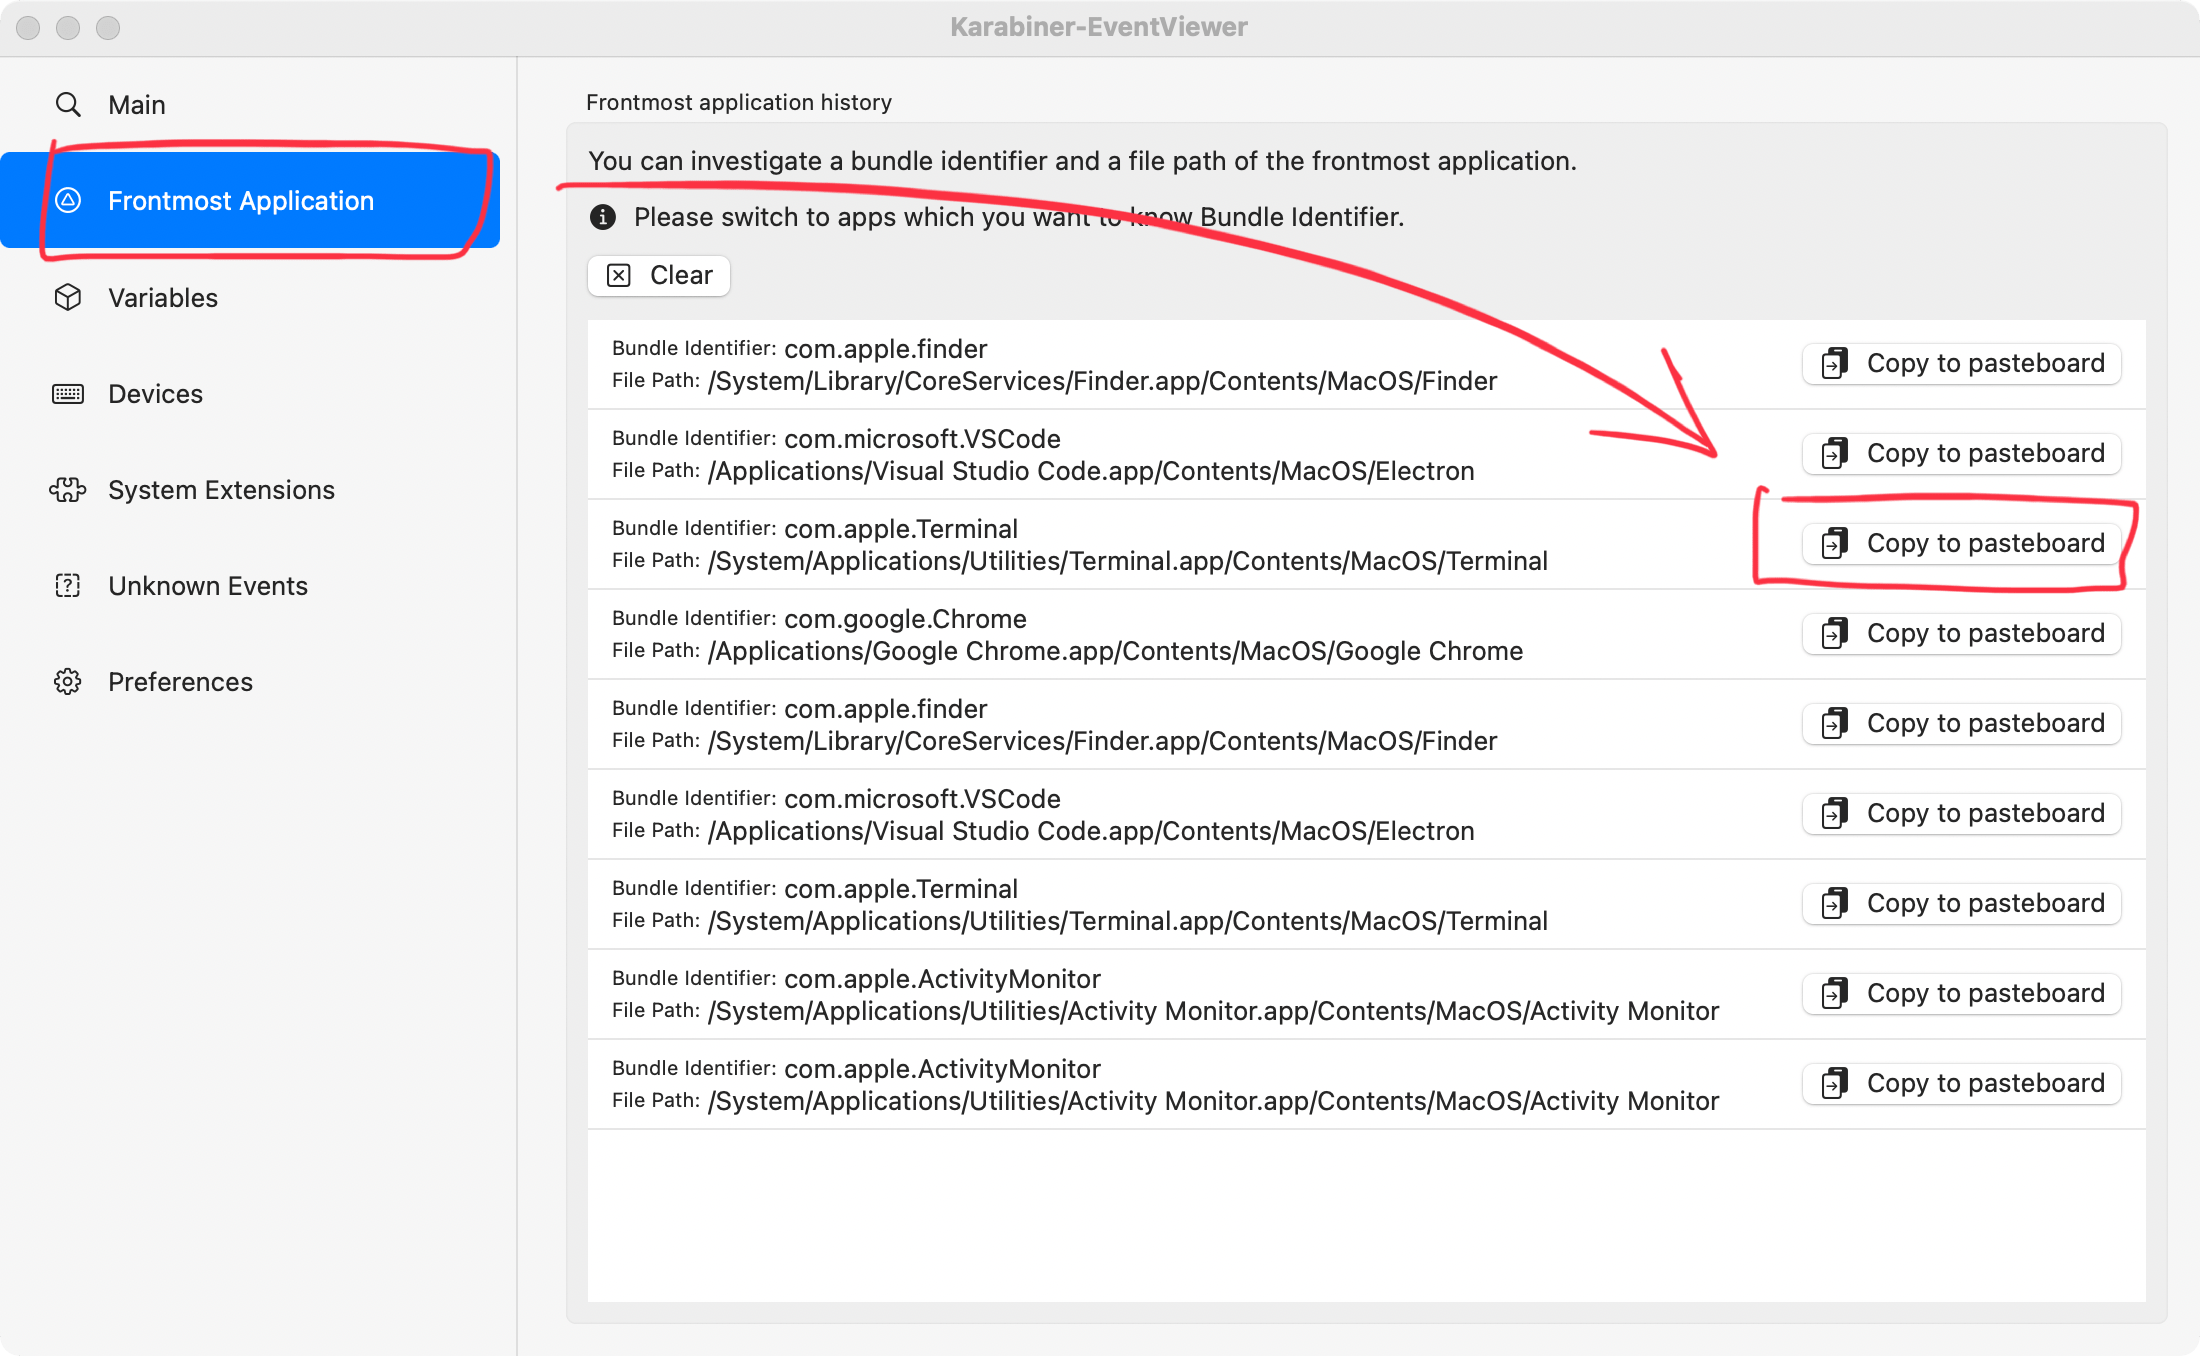 Karabiner-EventViewer
Main
Frontmost Application
Variables
Devices
System Extensions
Unknown Events
Preferences
Frontmost application history
You can investigate a bundle identifier and a file path of the frontmost application.
Please switch to apps which you want to know Bundle Identifier.
Clear
Bundle Identifier: com.apple.finder
File Path: /System/Library/CoreServices/Finder.app/Contents/MacOS/Finder
Copy to pasteboard
Bundle Identifier: com.microsoft.VSCode
File Path: /Applications/Visual Studio Code.app/Contents/MacOS/Electron
Copy to pasteboard
Bundle Identifier: com.apple.Terminal
File Path: /System/Applications/Utilities/Terminal.app/Contents/MacOS/Terminal
Copy to pasteboard
Bundle Identifier: com.google.Chrome
File Path: /Applications/Google Chrome.app/Contents/MacOS/Google Chrome
Copy to pasteboard
Bundle Identifier: com.apple.finder
File Path: /System/Library/CoreServices/Finder.app/Contents/MacOS/Finder
Copy to pasteboard
Bundle Identifier: com.microsoft.VSCode
File Path: /Applications/Visual Studio Code.app/Contents/MacOS/Electron
Copy to pasteboard
Bundle Identifier: com.apple.Terminal
File Path: /System/Applications/Utilities/Terminal.app/Contents/MacOS/Terminal
Copy to pasteboard
Bundle Identifier: com.apple.ActivityMonitor
File Path: /System/Applications/Utilities/Activity Monitor.app/Contents/MacOS/Activity Monitor
Copy to pasteboard
Bundle Identifier: com.apple.ActivityMonitor
File Path: /System/Applications/Utilities/Activity Monitor.app/Contents/MacOS/Activity Monitor
Copy to pasteboard